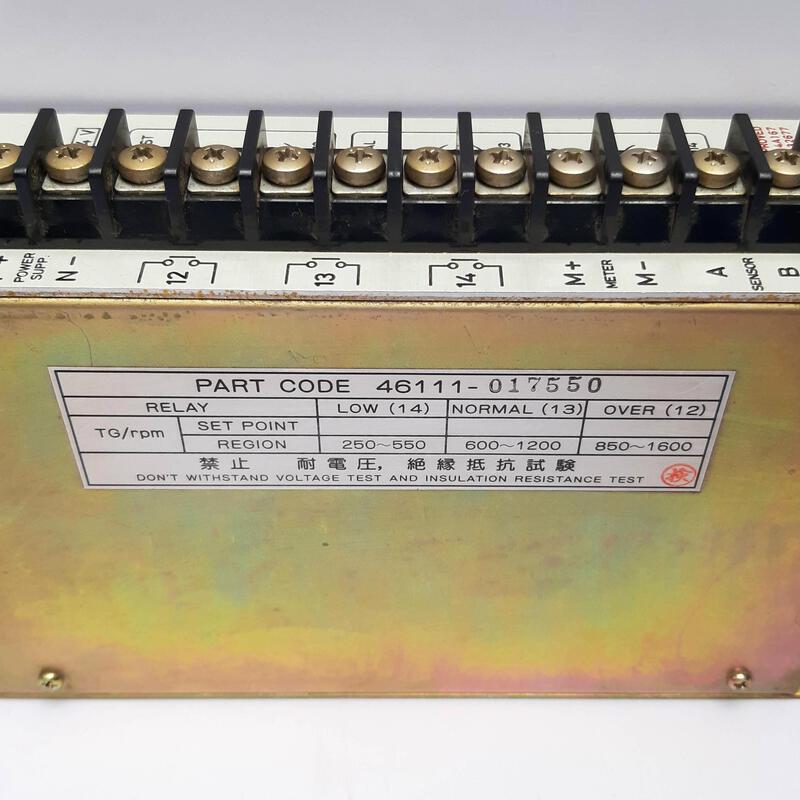 4 V
+ POWER SUPP. N -
12
13
14
M+ METER M-
A SENSOR B
PART CODE 46111-017550
RELAY LOW (14) NORMAL (13) OVER (12)
TG/rpm SET POINT
REGION 250~550 600~1200 850~1600
禁止 耐電圧, 絶縁抵抗試験
DON'T WITHSTAND VOLTAGE TEST AND INSULATION RESISTANCE TEST
検